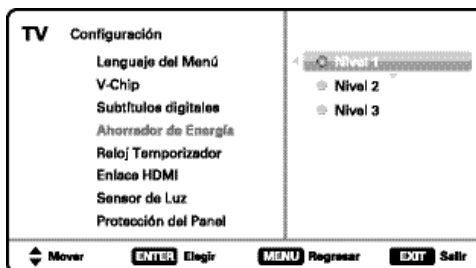 TV Configuración
Lenguaje del Menú
V-Chip
Subtítulos digitales
Ahorrador de Energía
Reloj Temporizador
Enlace HDMI
Sensor de Luz
Protección del Panel
Nivel 1
Nivel 2
Nivel 3
Mover ENTER Elegir MENU Regresar EXIT Salir